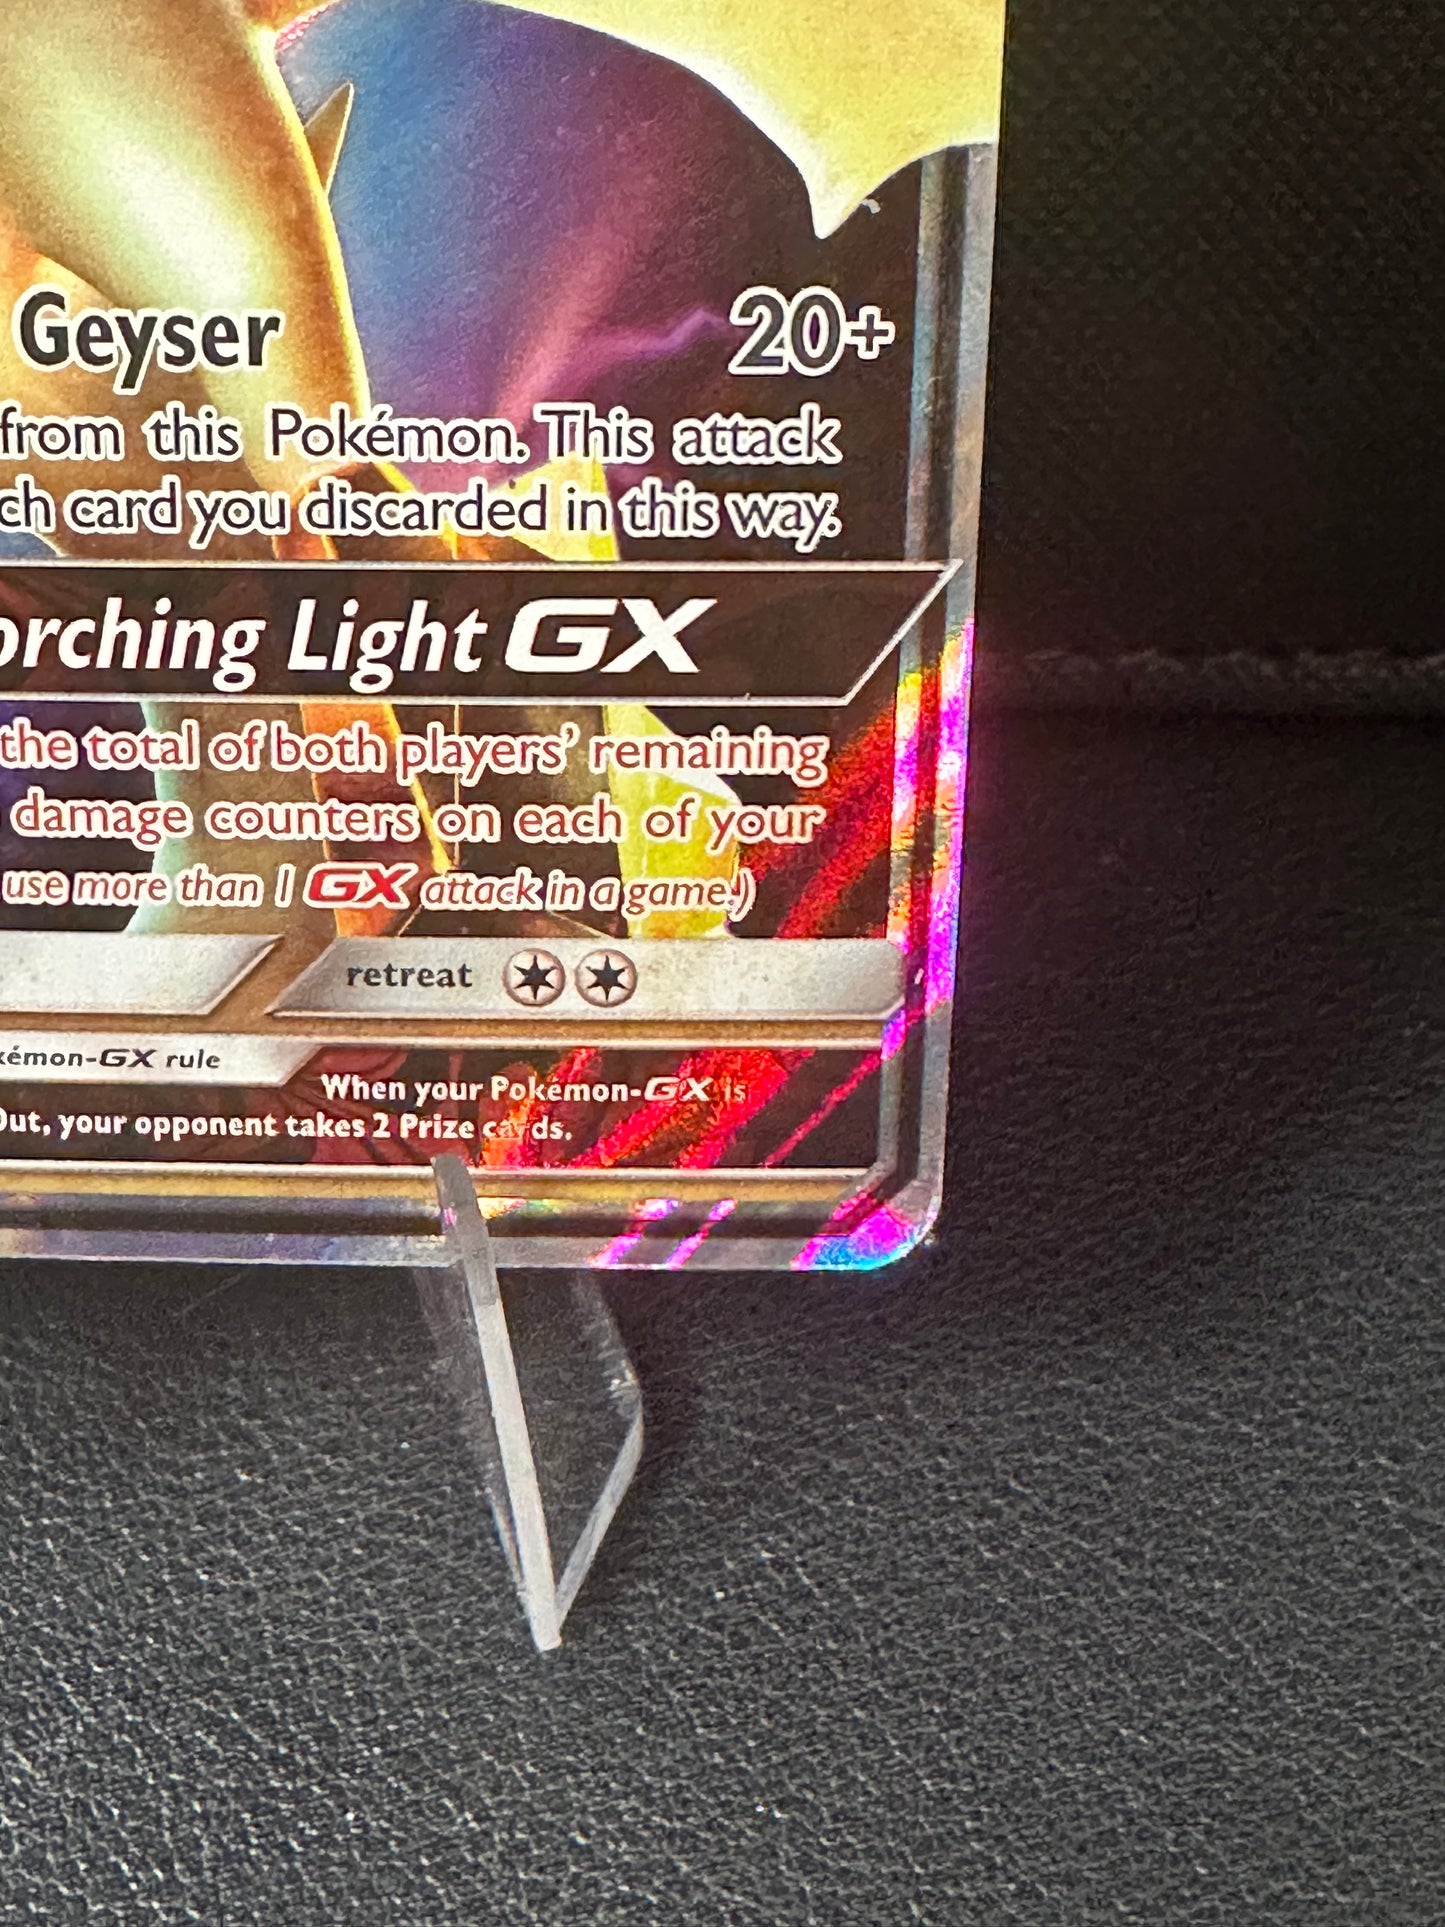 Geyser 20+
from this Pokémon. This attack
ch card you discarded in this way.
orching Light GX
the total of both players' remaining
damage counters on each of your
use more than 1 GX attack in a game.)
retreat
kémon-GX rule
When your Pokémon-GX is
Out, your opponent takes 2 Prize cards.